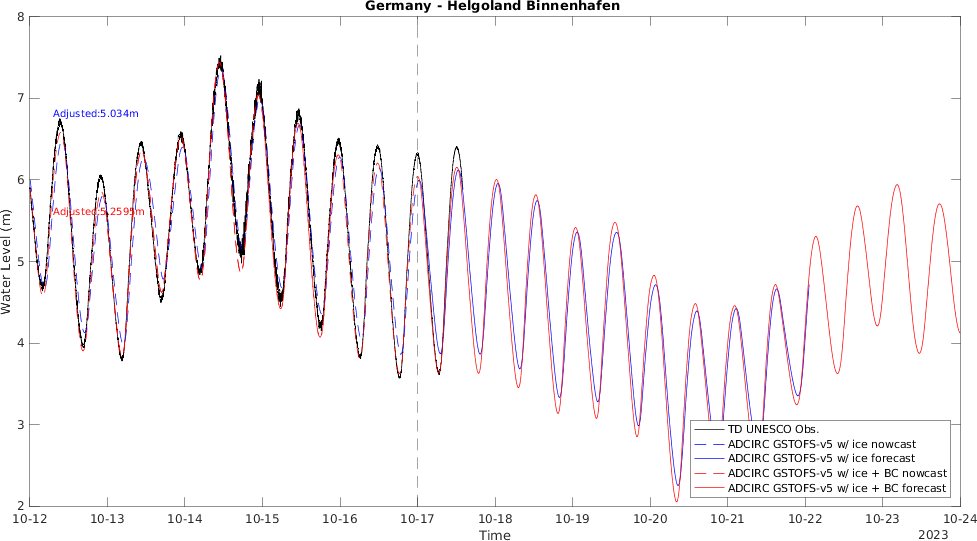 Germany - Helgoland Binnenhafen
8
7
6
5
4
3
2
Water Level (m)
Adjusted:5.034m
Adjusted:5.2595m
TD UNESCO Obs.
ADCIRC GSTOFS-v5 w/ ice nowcast
ADCIRC GSTOFS-v5 w/ ice forecast
ADCIRC GSTOFS-v5 w/ ice + BC nowcast
ADCIRC GSTOFS-v5 w/ ice + BC forecast
10-12 10-13 10-14 10-15 10-16 10-17 10-18 10-19 10-20 10-21 10-22 10-23 10-24
Time
2023